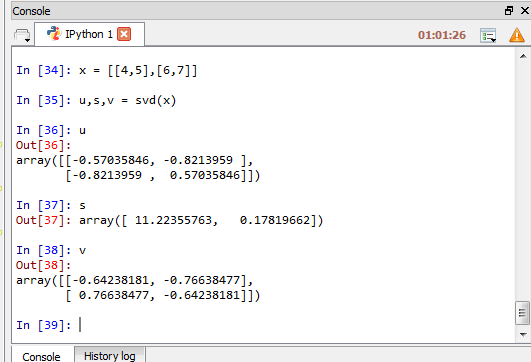 Console
IPython 1
01:01:26
In [34]: x = [[4,5],[6,7]]
In [35]: u,s,v = svd(x)
In [36]: u
Out[36]:
array([[-0.57035846, -0.8213959 ],
       [-0.8213959 ,  0.57035846]])
In [37]: s
Out[37]: array([ 11.22355763,   0.17819662])
In [38]: v
Out[38]:
array([[-0.64238181, -0.76638477],
       [ 0.76638477, -0.64238181]])
In [39]:
Console
History log